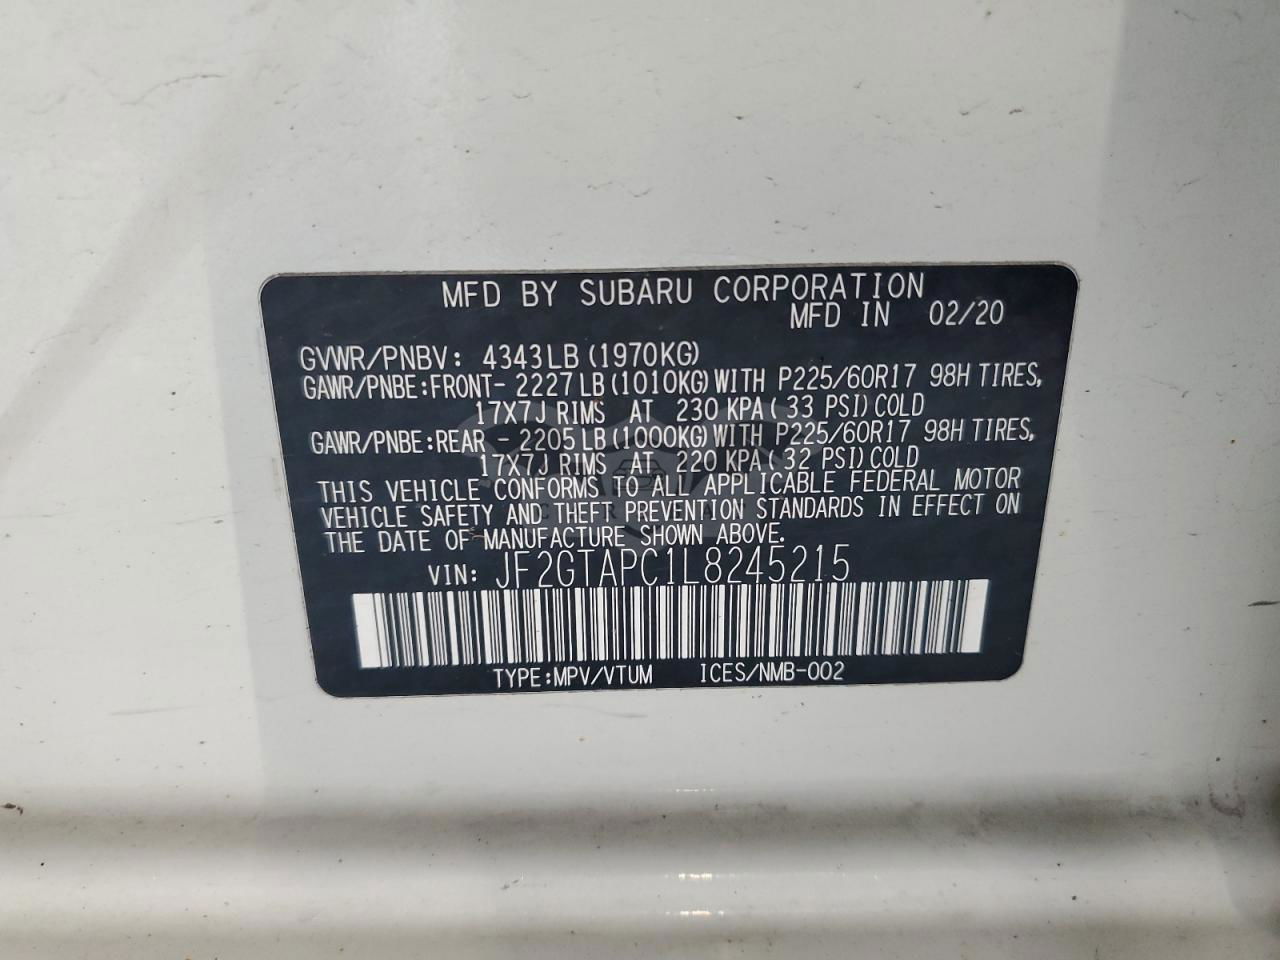 MFD BY SUBARU CORPORATION
MFD IN 02/20
GVWR/PNBV: 4343LB (1970KG)
GAWR/PNBE:FRONT- 2227LB(1010KG)WITH P225/60R17 98H TIRES,
17X7J RIMS AT 230 KPA( 33 PSI)COLD
GAWR/PNBE:REAR - 2205LB(1000KG)WITH P225/60R17 98H TIRES,
17X7J RIMS AT 220 KPA( 32 PSI)COLD
THIS VEHICLE CONFORMS TO ALL APPLICABLE FEDERAL MOTOR
VEHICLE SAFETY AND THEFT PREVENTION STANDARDS IN EFFECT ON
THE DATE OF MANUFACTURE SHOWN ABOVE.
VIN: JF2GTAPC1L8245215
TYPE:MPV/VTUM ICES/NMB-002